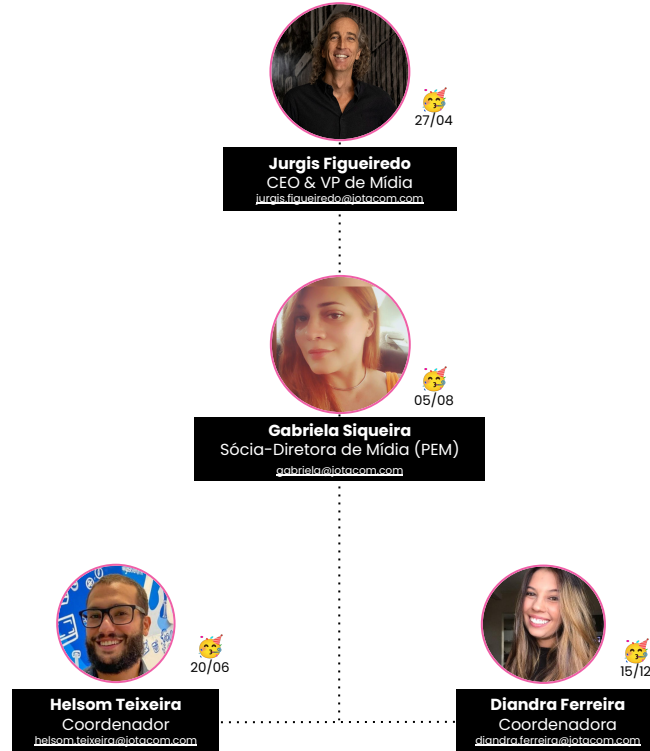 27/04
Jurgis Figueiredo
CEO & VP de Mídia
jurgis.figueiredo@jotacom.com
05/08
Gabriela Siqueira
Sócia-Diretora de Mídia (PEM)
gabriela@jotacom.com
20/06
15/12
Helsom Teixeira
Coordenador
helsom.teixeira@jotacom.com
Diandra Ferreira
Coordenadora
diandra.ferreira@jotacom.com